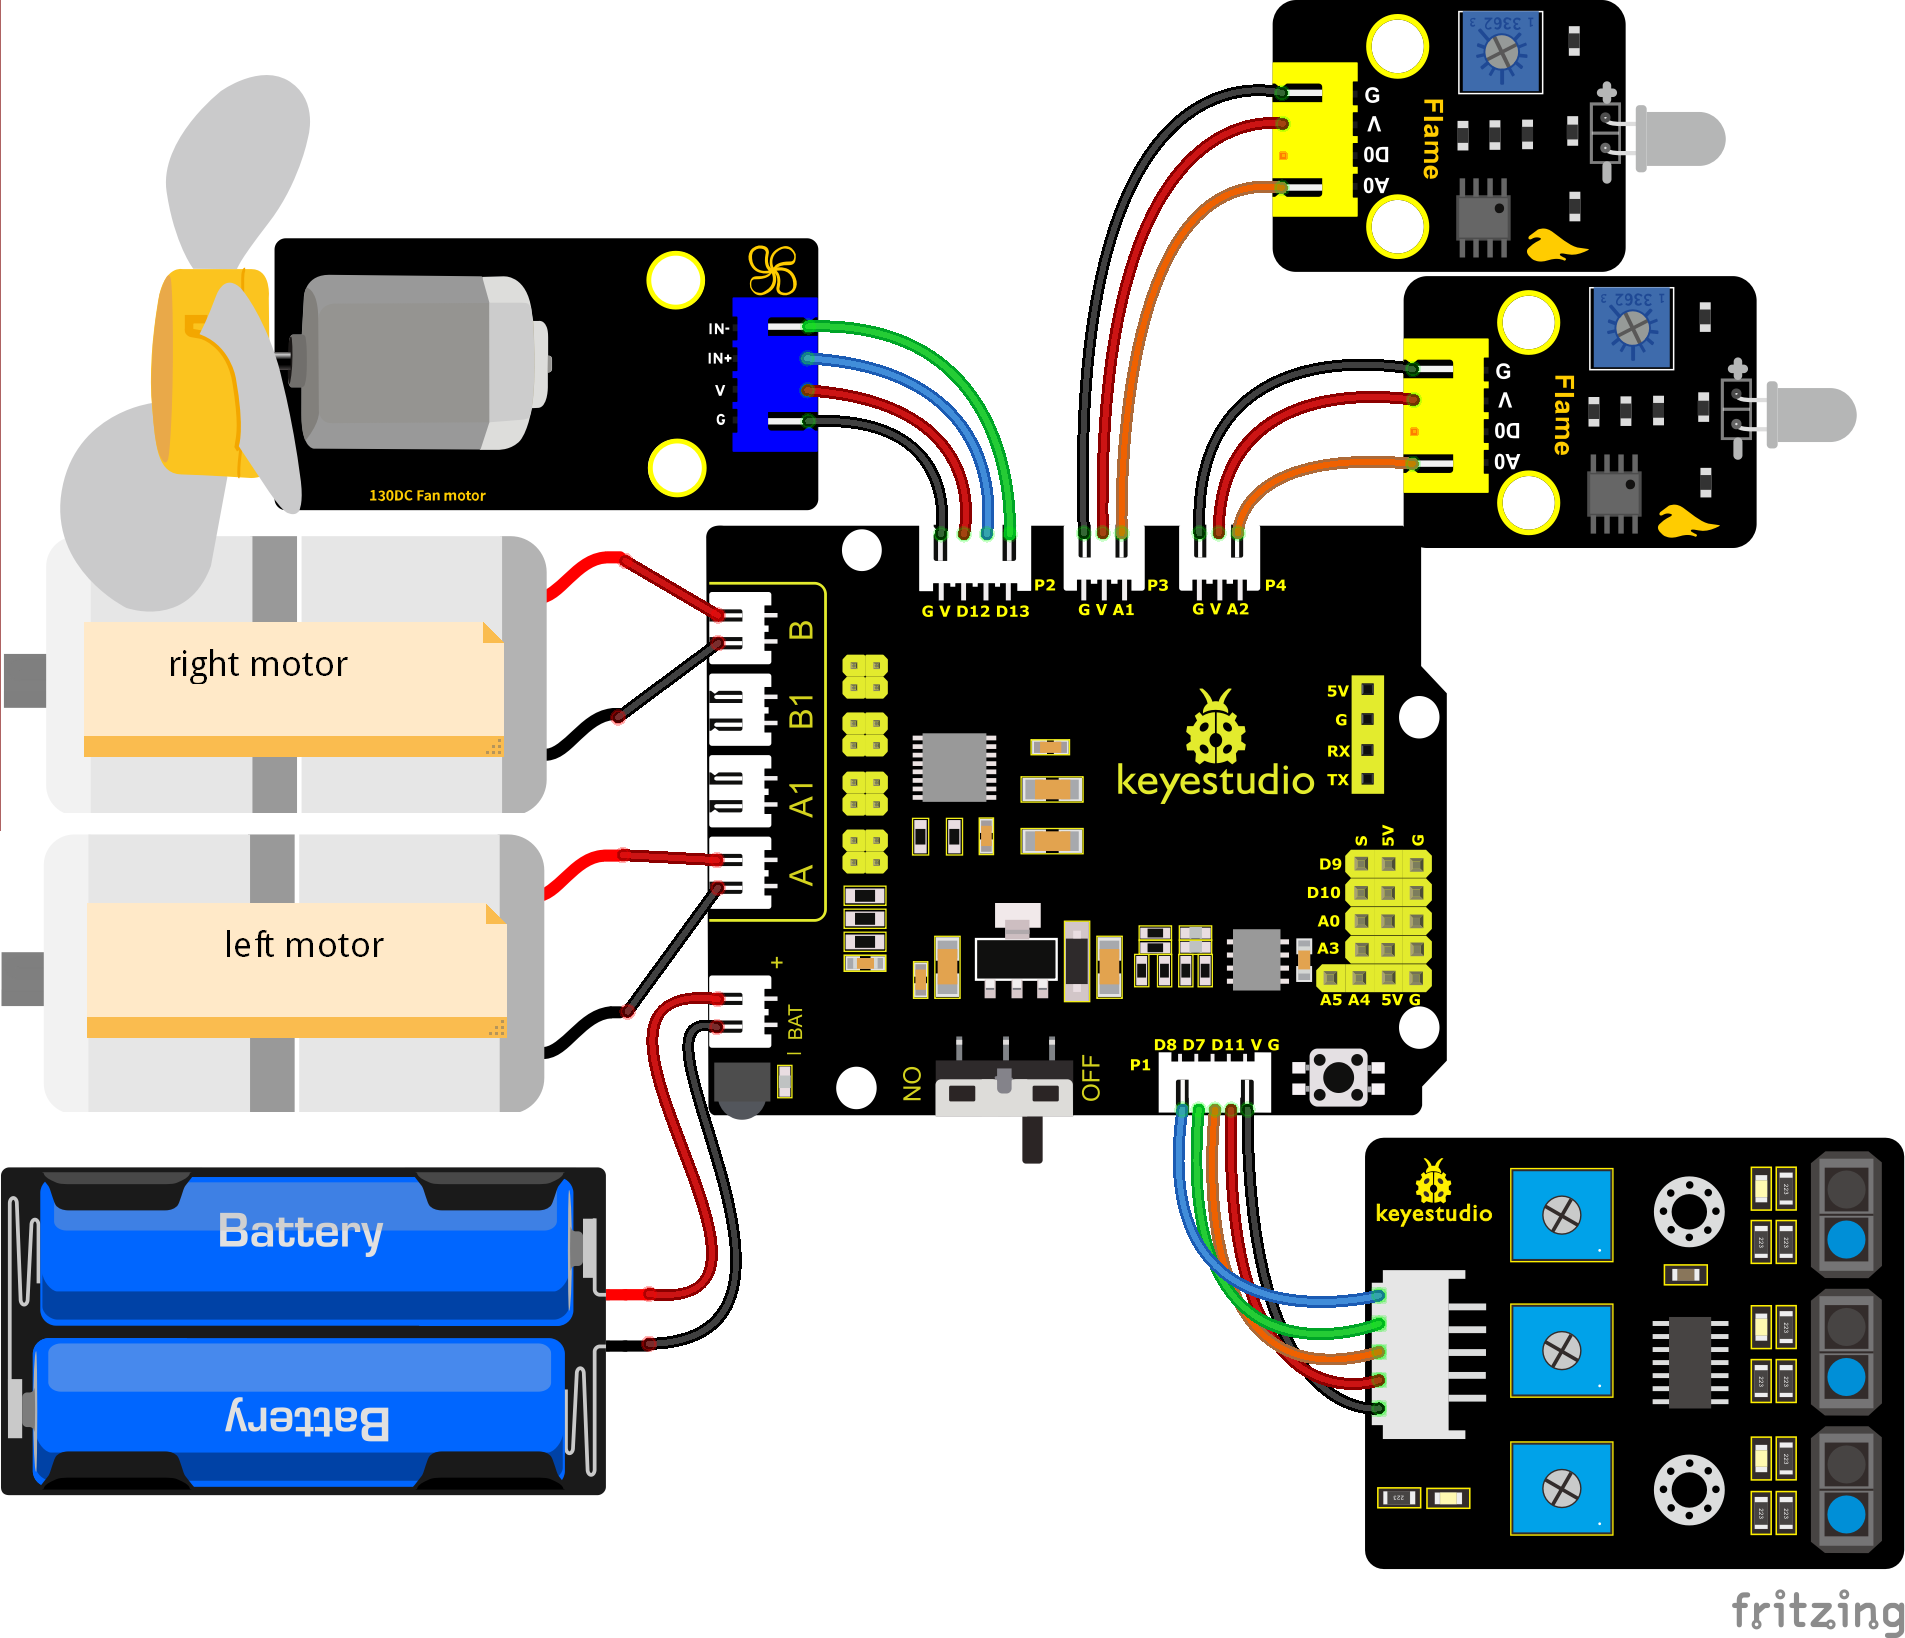 3362
G
V
D0
A0
Flame
3362
G
V
D0
A0
Flame
IN-
IN+
V
G
130DC Fan motor
P2
P3
P4
G V D12 D13
G V A1
G V A2
right motor
left motor
B
B1
A1
A
keyestudio
5V
G
RX
TX
S 5V G
D9
D10
A0
A3
A5 A4 5V G
+
BAT
NO
OFF
D8 D7 D11 V G
P1
Battery
Battery
keyestudio
fritzing